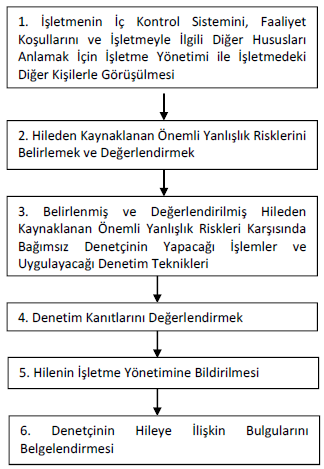 1. İşletmenin İç Kontrol Sistemini, Faaliyet
Koşullarını ve İşletmeyle İlgili Diğer Hususları
Anlamak İçin İşletme Yönetimi ile İşletmedeki
Diğer Kişilerle Görüşülmesi
2. Hileden Kaynaklanan Önemli Yanlışlık Risklerini
Belirlemek ve Değerlendirmek
3. Belirlenmiş ve Değerlendirilmiş Hileden
Kaynaklanan Önemli Yanlışlık Riskleri Karşısında
Bağımsız Denetçinin Yapacağı İşlemler ve
Uygulayacağı Denetim Teknikleri
4. Denetim Kanıtlarını Değerlendirmek
5. Hilenin İşletme Yönetimine Bildirilmesi
6. Denetçinin Hileye İlişkin Bulgularını
Belgelendirmesi